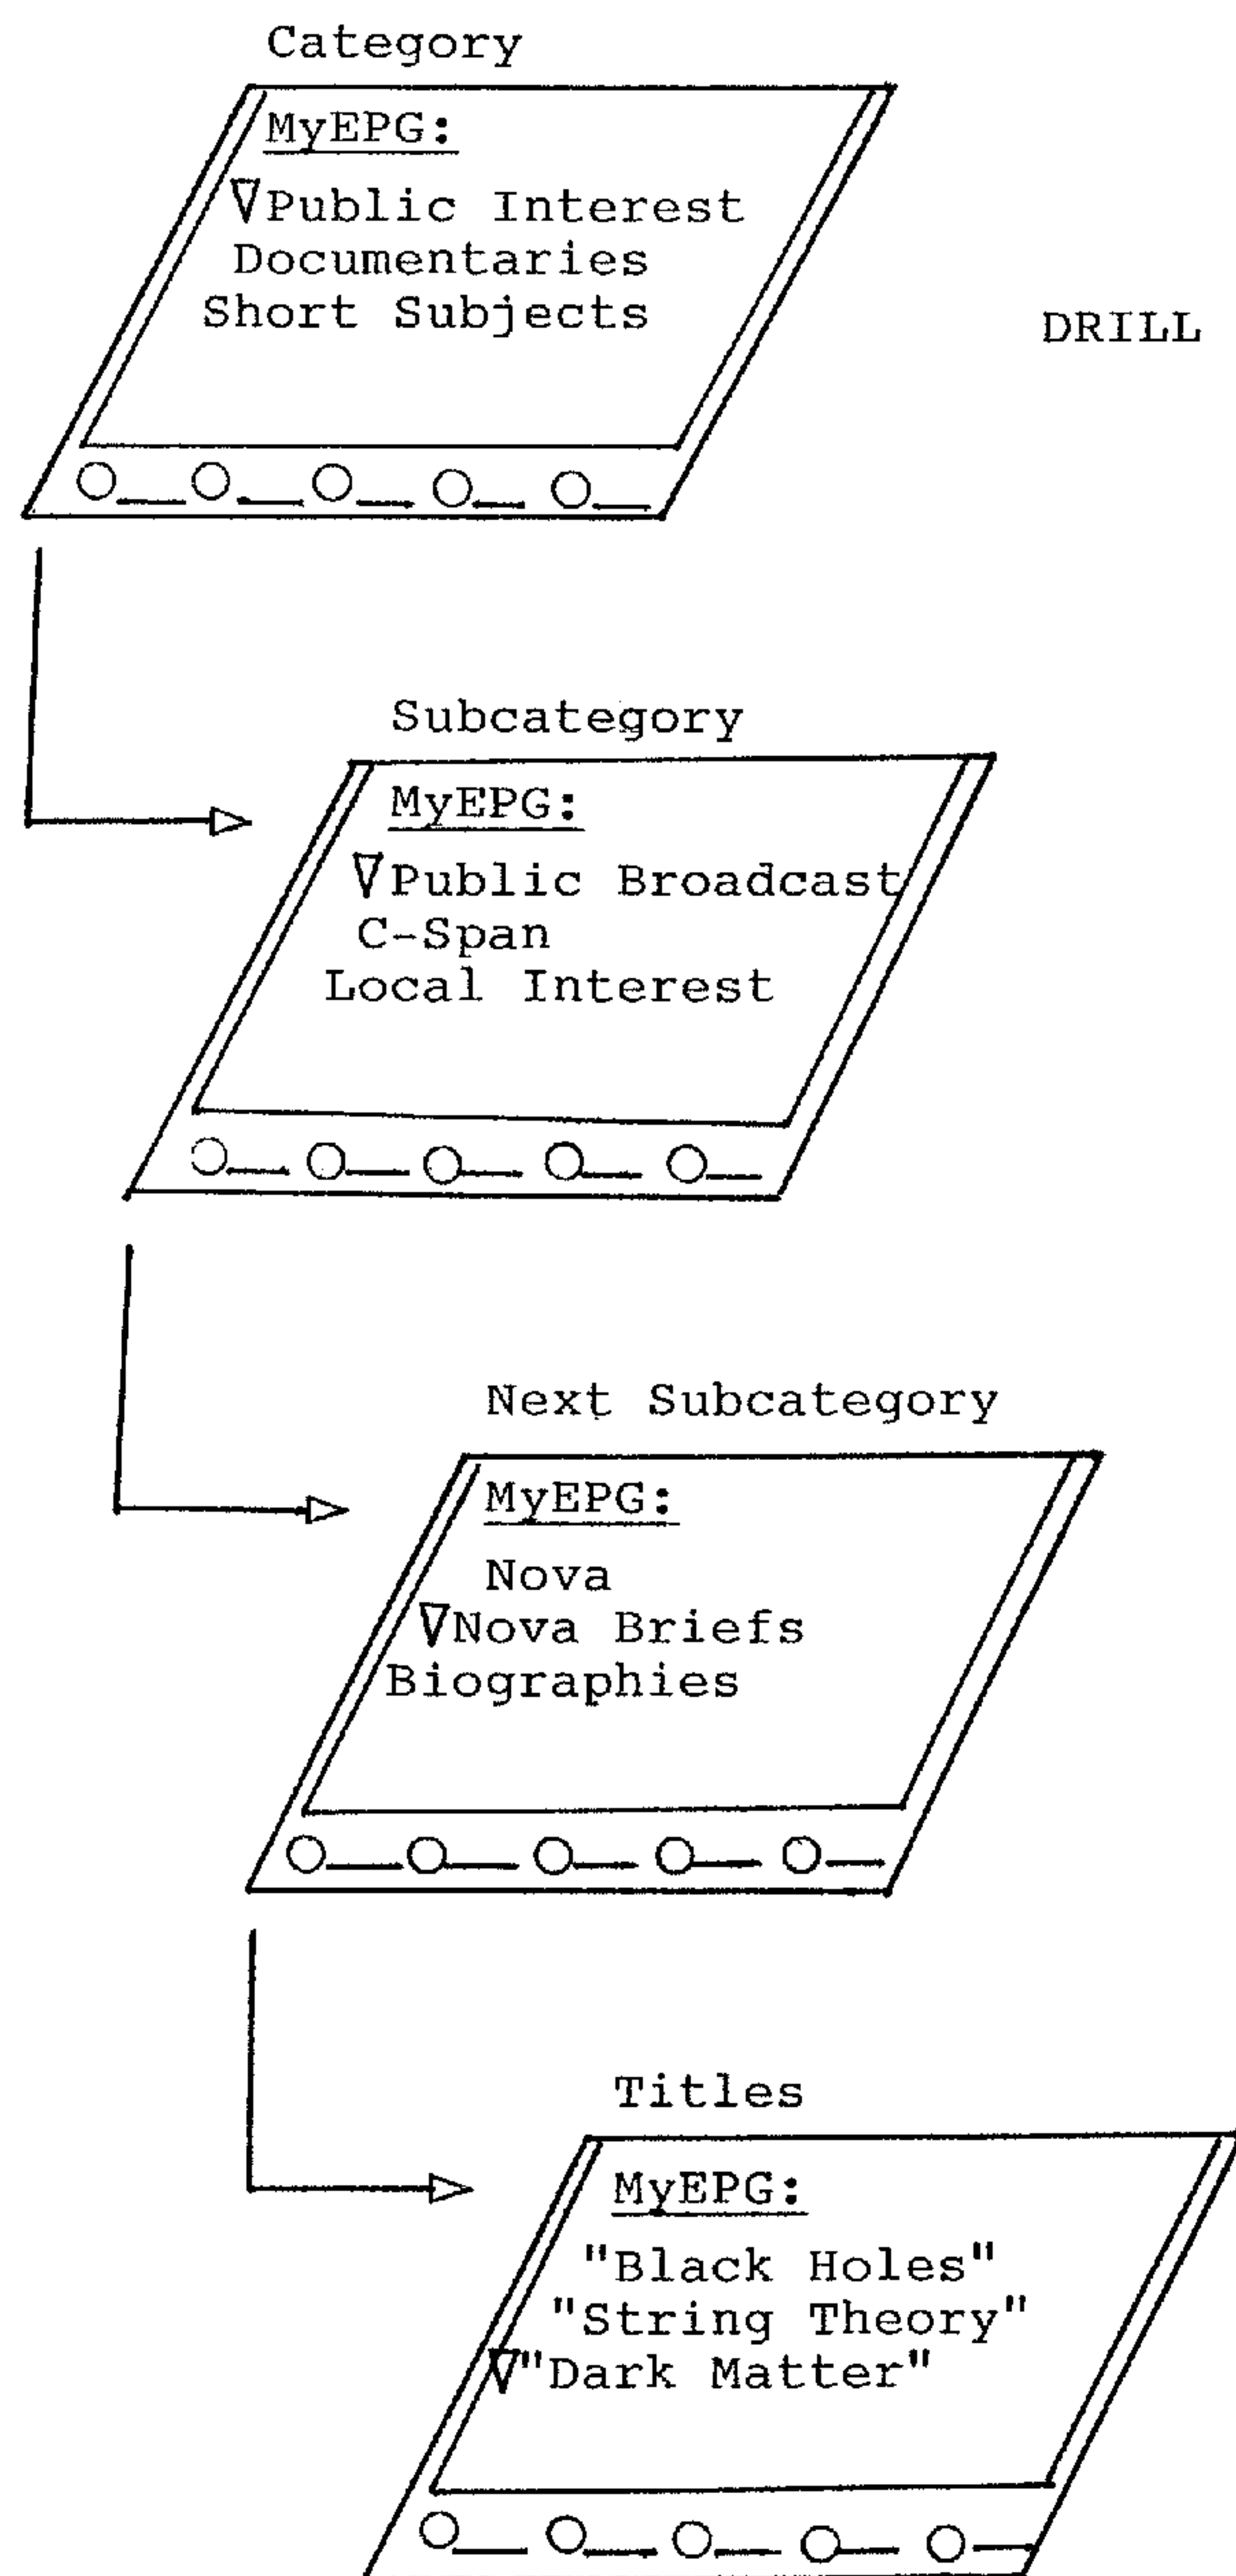 Category
MyEPG:
∇Public Interest
Documentaries
Short Subjects
DRILL
Subcategory
MyEPG:
∇Public Broadcast
C-Span
Local Interest
Next Subcategory
MyEPG:
Nova
∇Nova Briefs
Biographies
Titles
MyEPG:
"Black Holes"
"String Theory"
∇"Dark Matter"